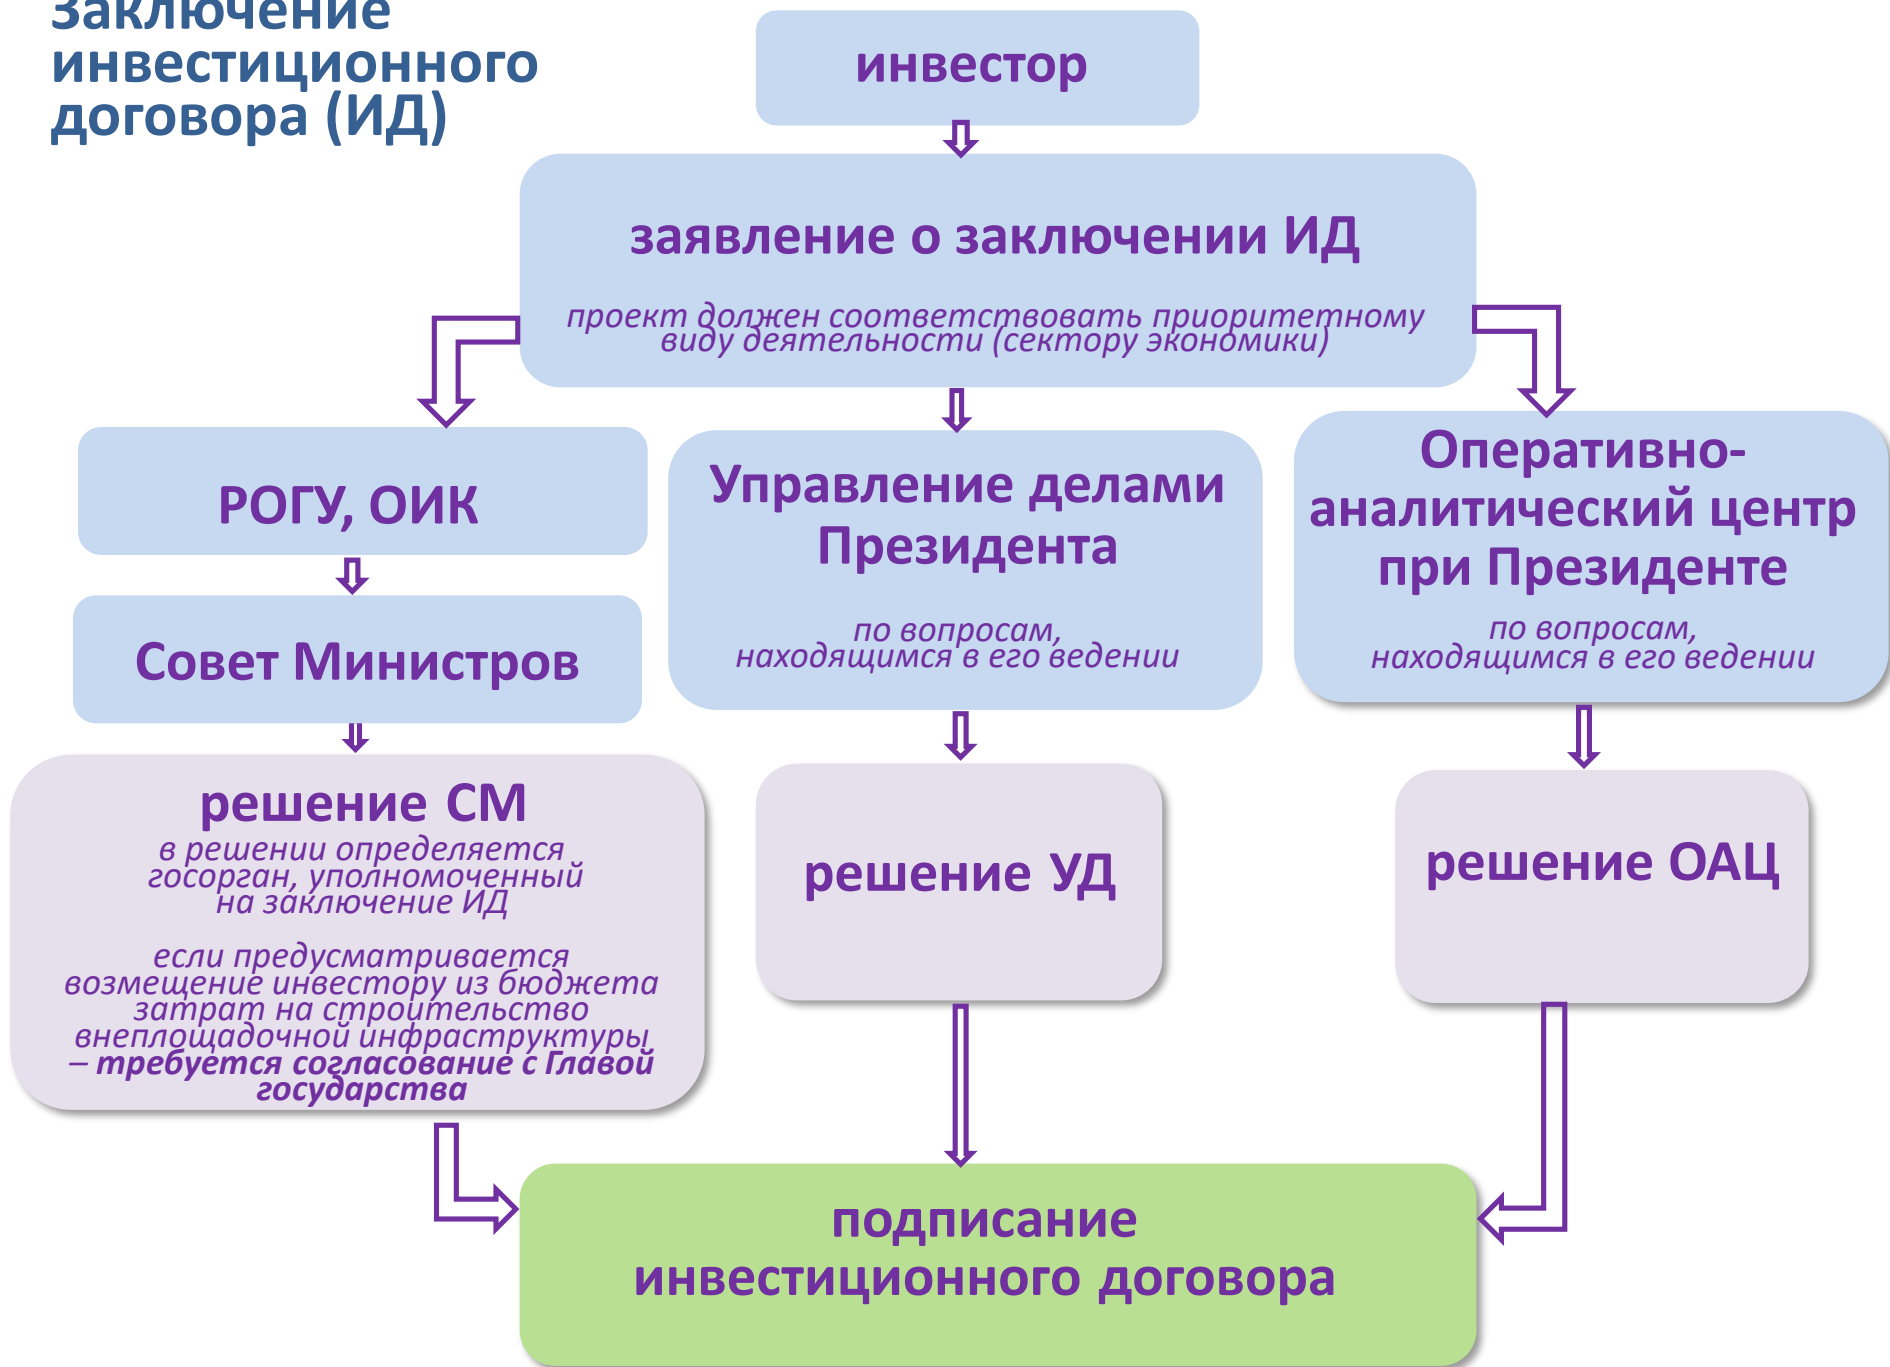 Заключение
инвестиционного
договора (ИД)
инвестор
заявление о заключении ИД
проект должен соответствовать приоритетному
виду деятельности (сектору экономики)
РОГУ, ОИК
Совет Министров
решение СМ
в решении определяется
госорган, уполномоченный
на заключение ИД
если предусматривается
возмещение инвестору из бюджета
затрат на строительство
внеплощадочной инфраструктуры
– требуется согласование с Главой
государства
Управление делами
Президента
по вопросам,
находящимся в его ведении
решение УД
Оперативно-
аналитический центр
при Президенте
по вопросам,
находящимся в его ведении
решение ОАЦ
подписание
инвестиционного договора